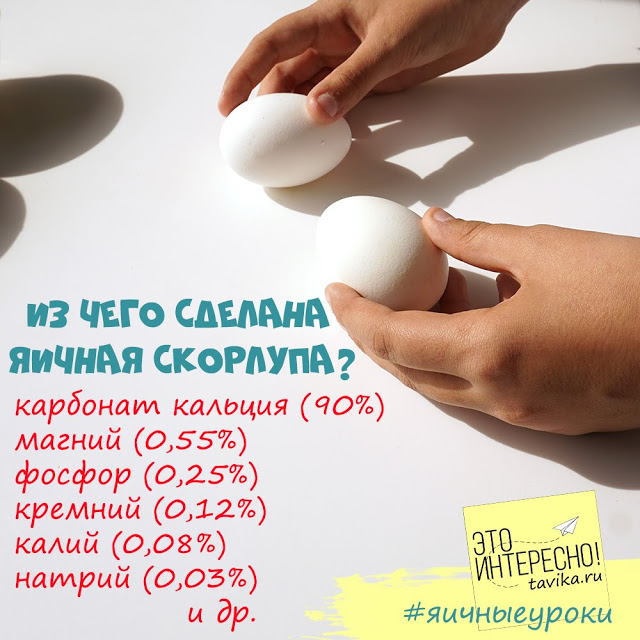 ИЗ ЧЕГО СДЕЛАНА
ЯИЧНАЯ СКОРЛУПА?
карбонат кальция (90%)
магний (0,55%)
фосфор (0,25%)
кремний (0,12%)
калий (0,08%)
натрий (0,03%)
и др.
ЭТО
ИНТЕРЕСНО!
tavika.ru
#яичныеуроки